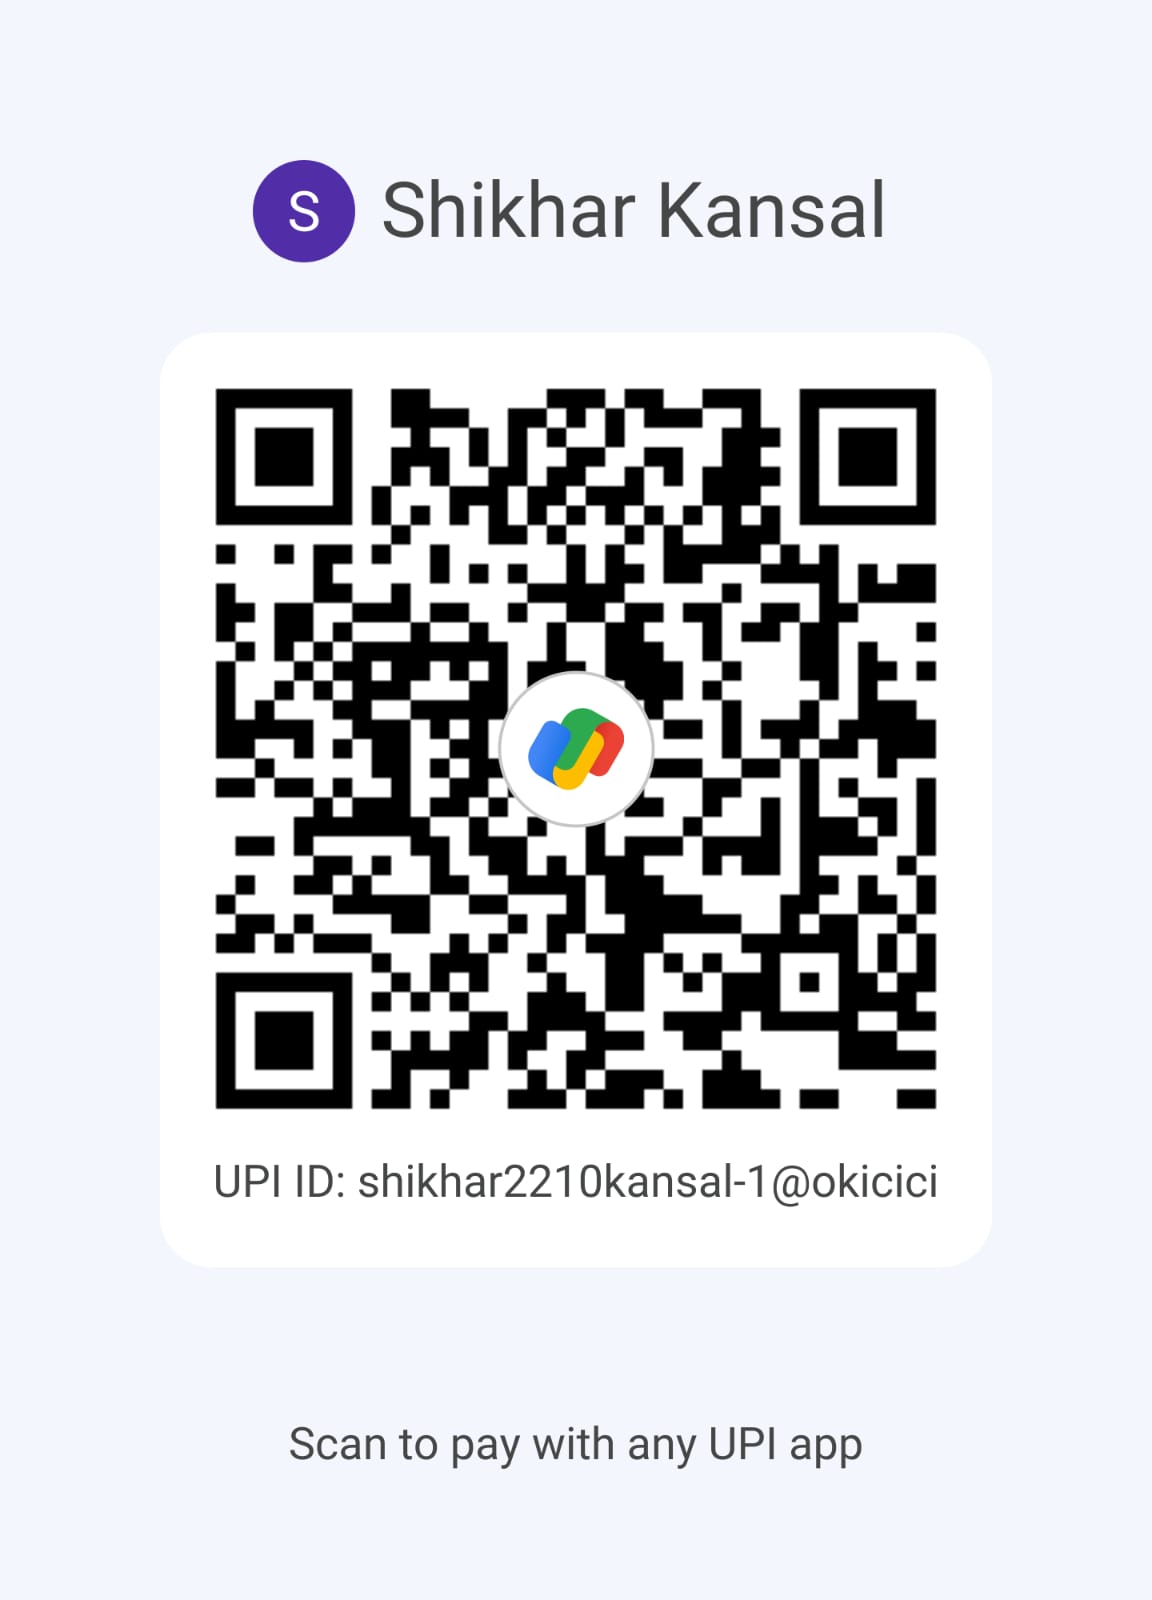 S Shikhar Kansal
UPI ID: shikhar2210kansal-1@okicici
Scan to pay with any UPI app